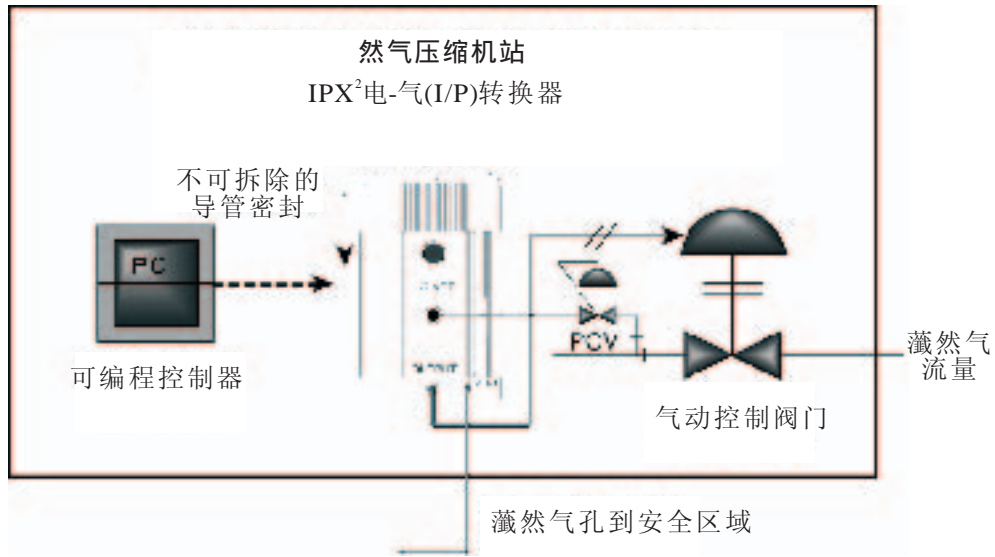 然气压缩机站
IPX²电-气(I/P)转换器
不可拆除的
导管密封
PC
PCV
可编程控制器
灥然气
流量
气动控制阀门
灥然气孔到安全区域